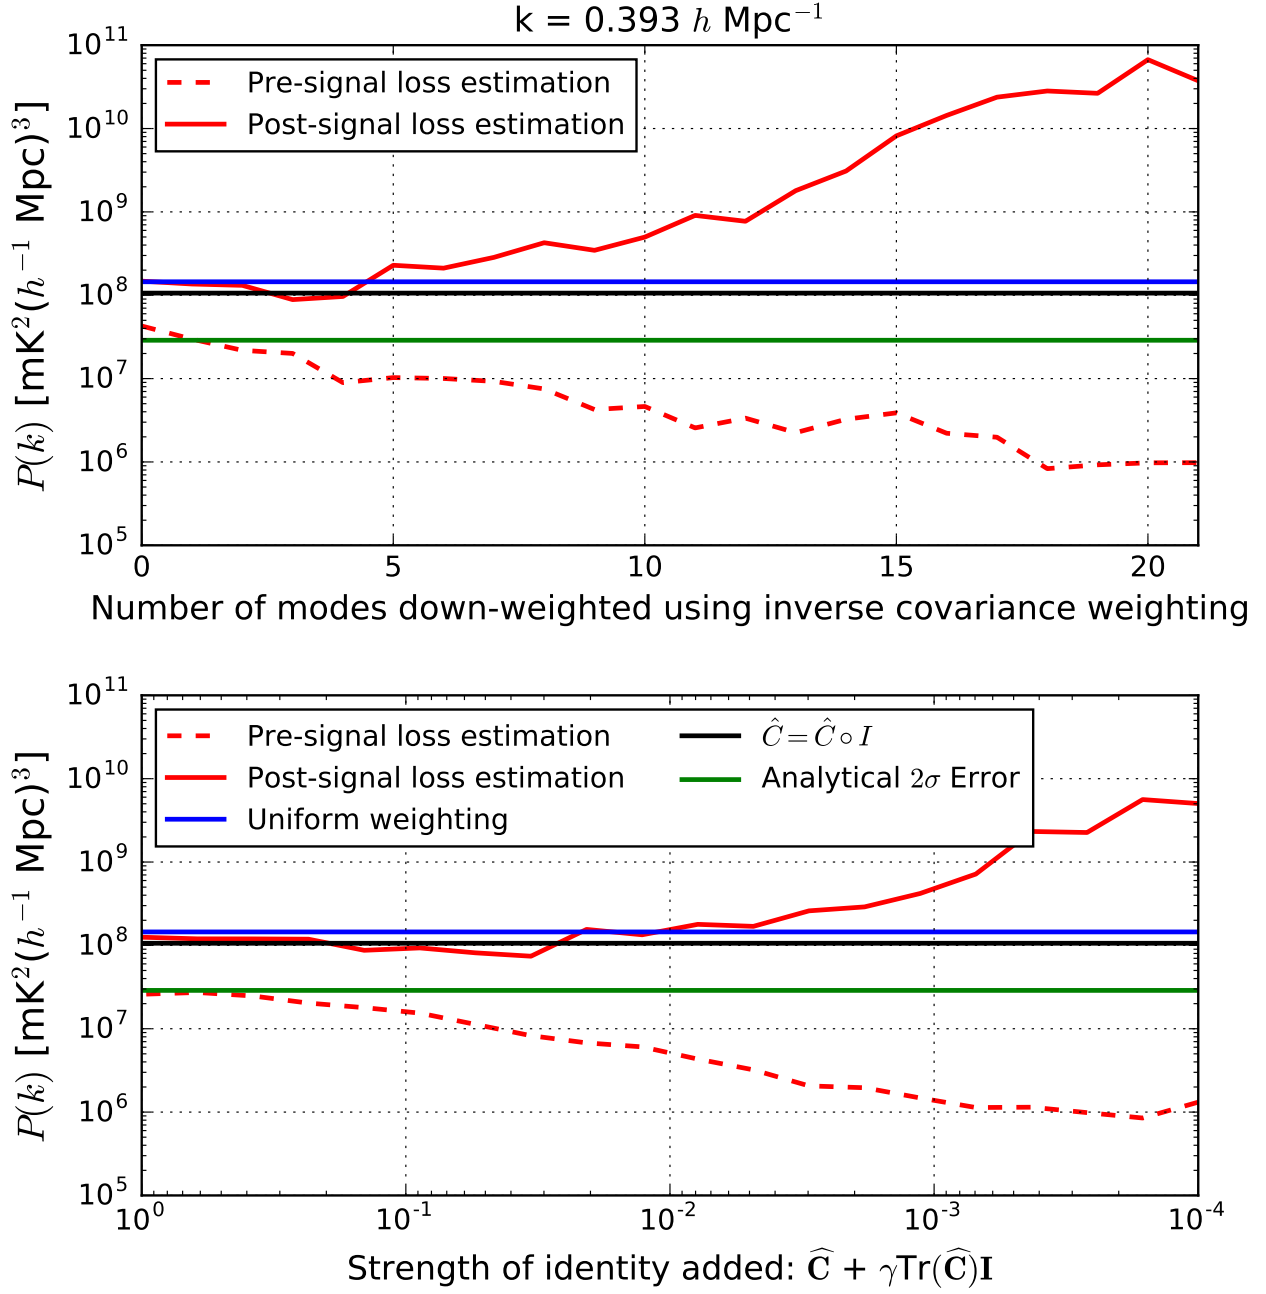 k = 0.393 h Mpc⁻¹
P(k) [mK²(h⁻¹ Mpc)³]
10¹¹
10¹⁰
10⁹
10⁸
10⁷
10⁶
10⁵
Pre-signal loss estimation
Post-signal loss estimation
0 5 10 15 20
Number of modes down-weighted using inverse covariance weighting
P(k) [mK²(h⁻¹ Mpc)³]
10¹¹
10¹⁰
10⁹
10⁸
10⁷
10⁶
10⁵
Pre-signal loss estimation
Post-signal loss estimation
Uniform weighting
Ĉ = Ĉ ∘ I
Analytical 2σ Error
10⁰ 10⁻¹ 10⁻² 10⁻³ 10⁻⁴
Strength of identity added: Ĉ + γTr(Ĉ)I